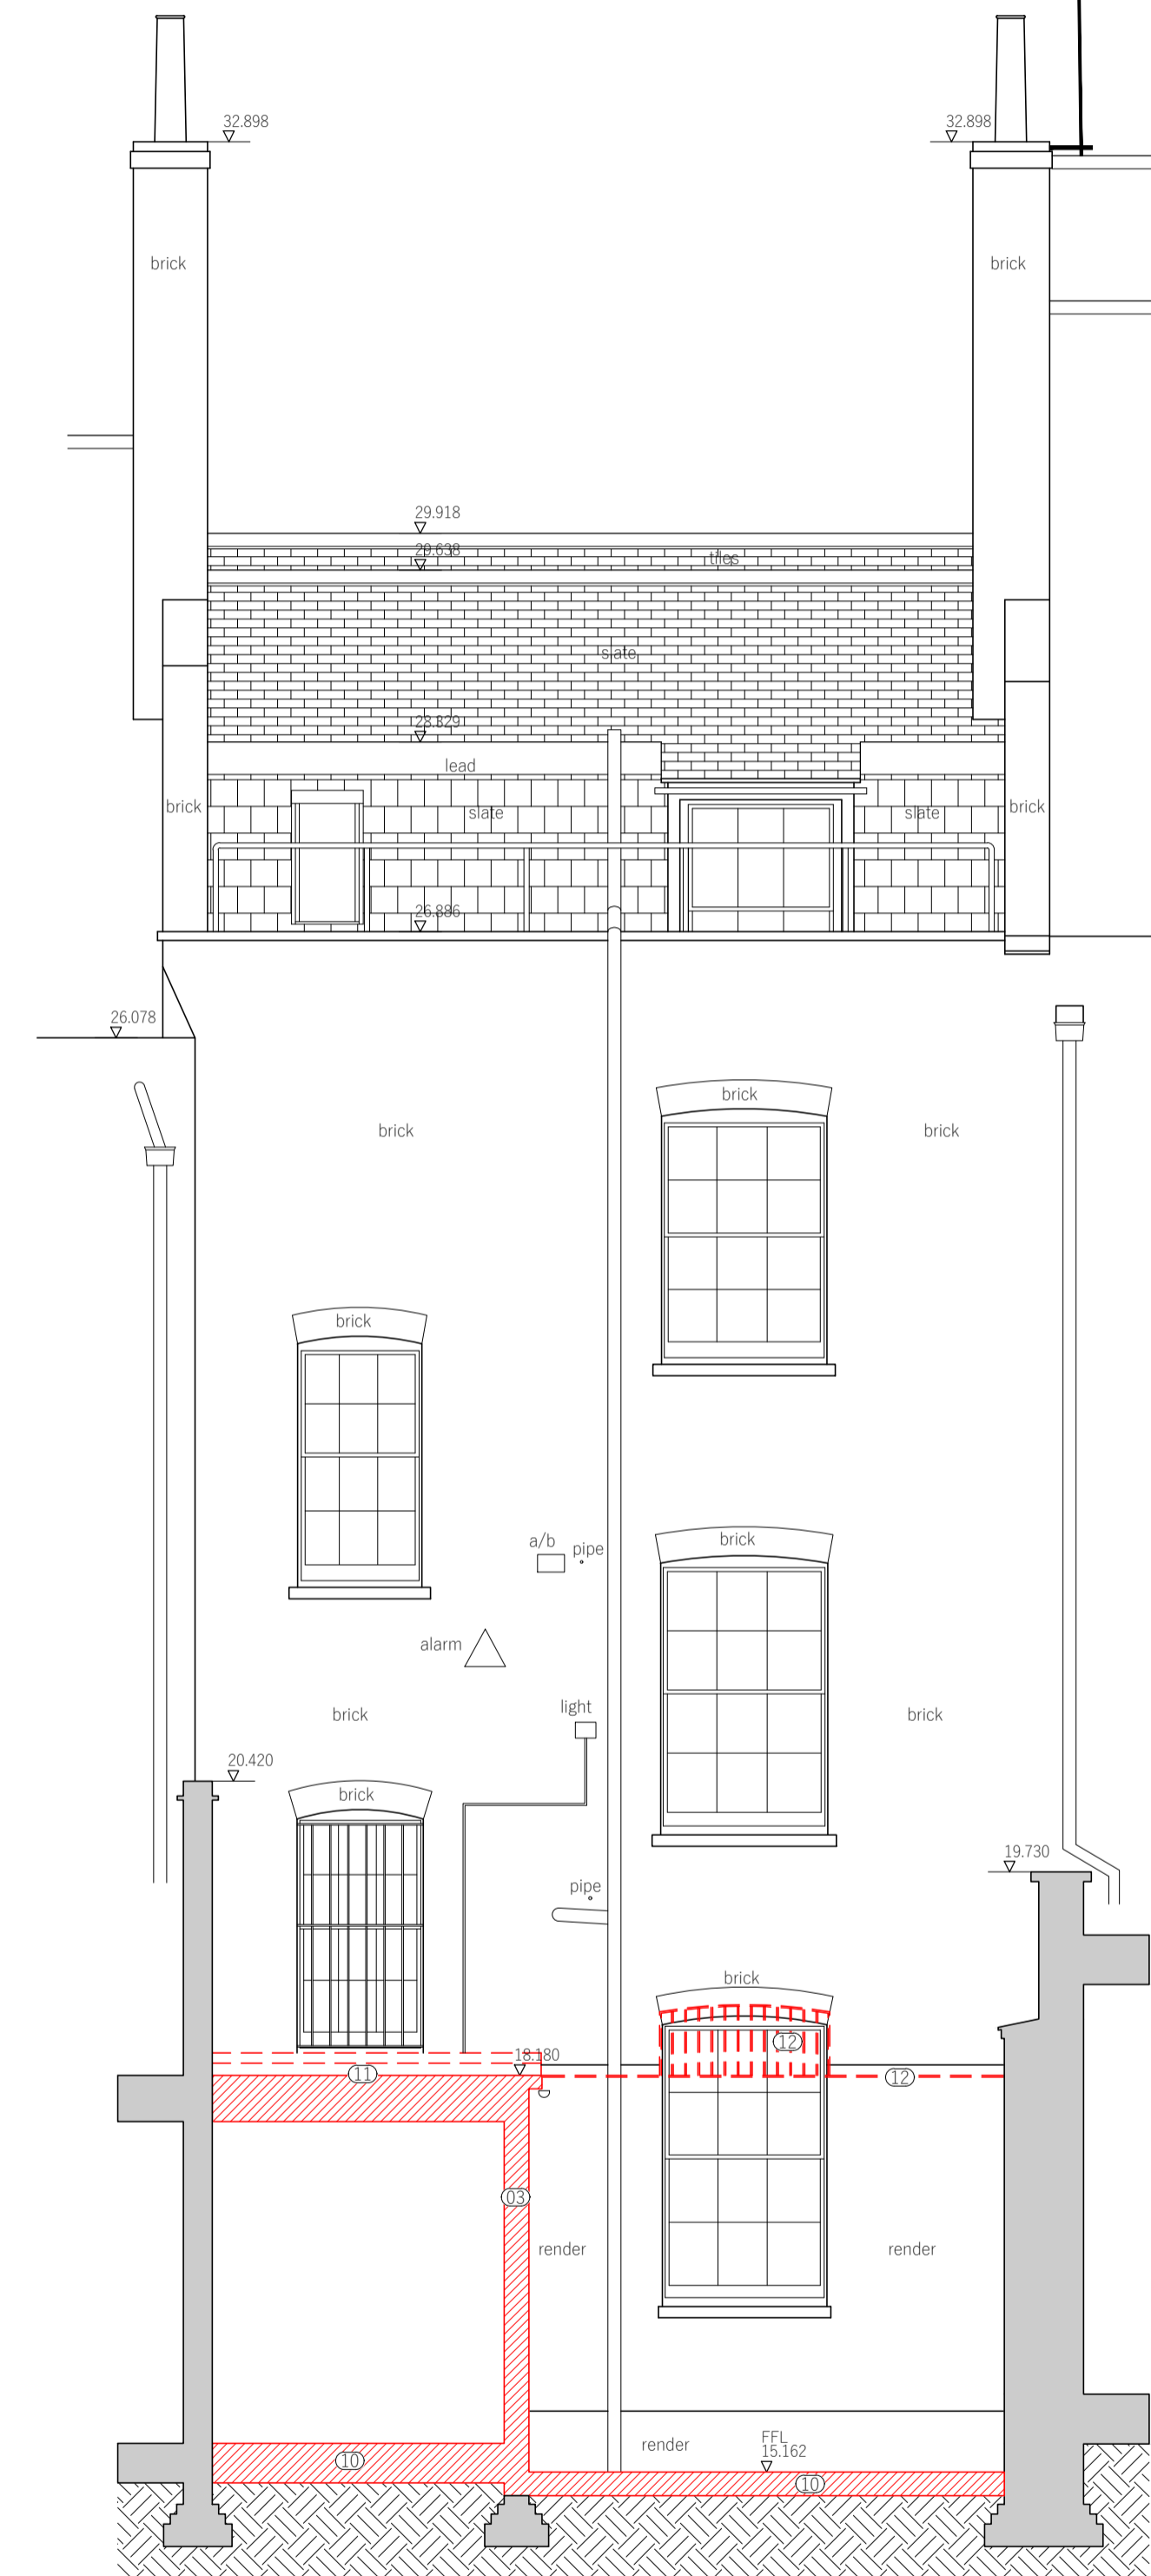 32.898
32.898
brick
brick
29.918
29.638
tiles
slate
28.329
lead
brick
slate
slate
brick
26.886
26.078
brick
brick
brick
brick
a/b
pipe
brick
alarm
light
brick
brick
20.420
brick
19.730
pipe
brick
12
18.180
11
12
03
render
render
FFL
render
15.162
10
10